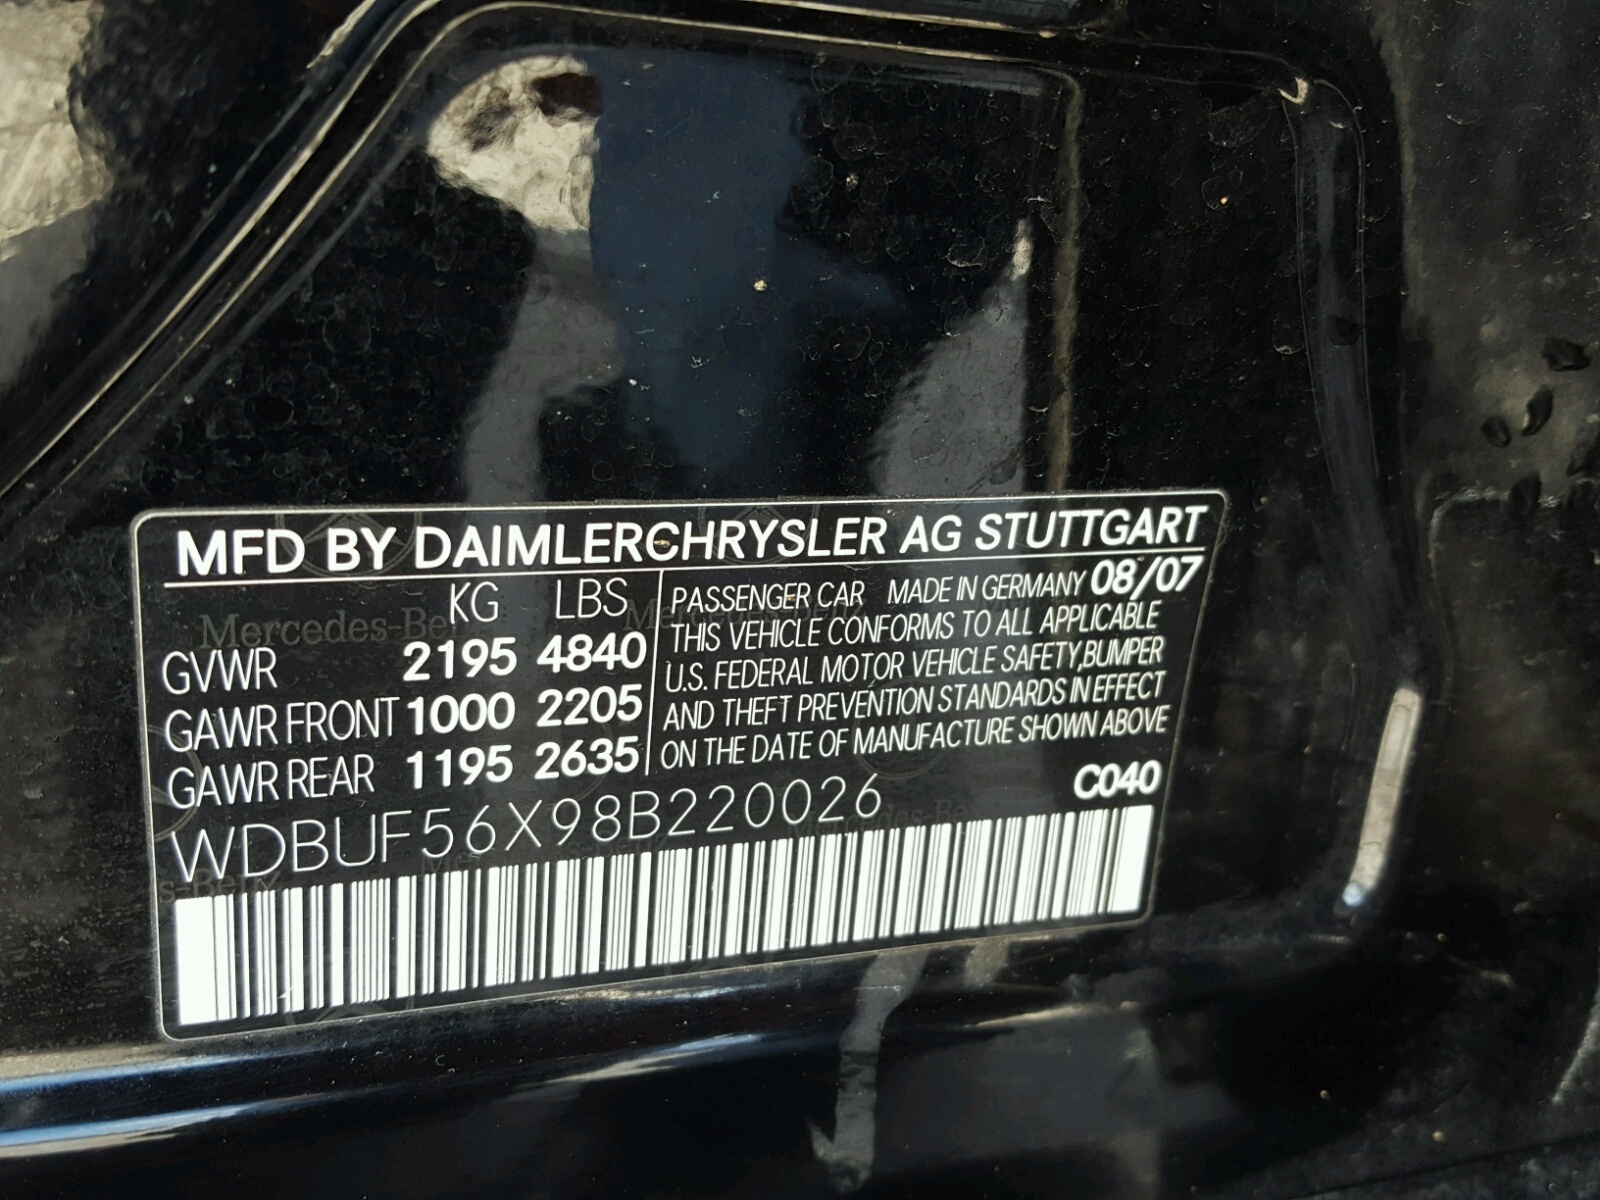 MFD BY DAIMLERCHRYSLER AG STUTTGART
KG LBS
GVWR 2195 4840
GAWR FRONT 1000 2205
GAWR REAR 1195 2635
PASSENGER CAR MADE IN GERMANY 08/07
THIS VEHICLE CONFORMS TO ALL APPLICABLE
U.S. FEDERAL MOTOR VEHICLE SAFETY,BUMPER
AND THEFT PREVENTION STANDARDS IN EFFECT
ON THE DATE OF MANUFACTURE SHOWN ABOVE
C040
WDBUF56X98B220026
Mercedes-Benz